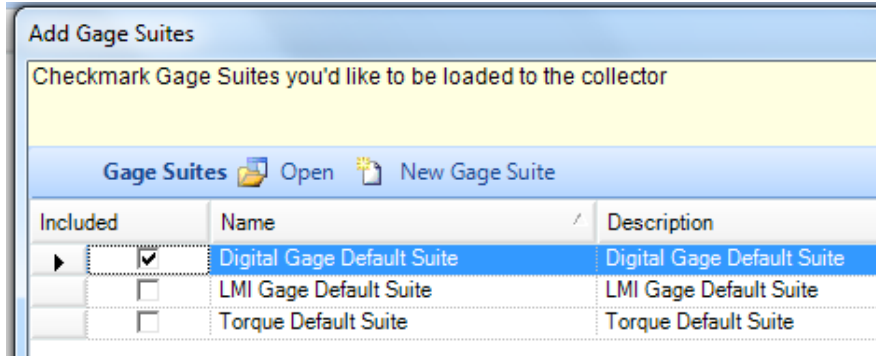 Add Gage Suites
Checkmark Gage Suites you'd like to be loaded to the collector
Gage Suites Open New Gage Suite
Included Name Description
Digital Gage Default Suite Digital Gage Default Suite
LMI Gage Default Suite LMI Gage Default Suite
Torque Default Suite Torque Default Suite